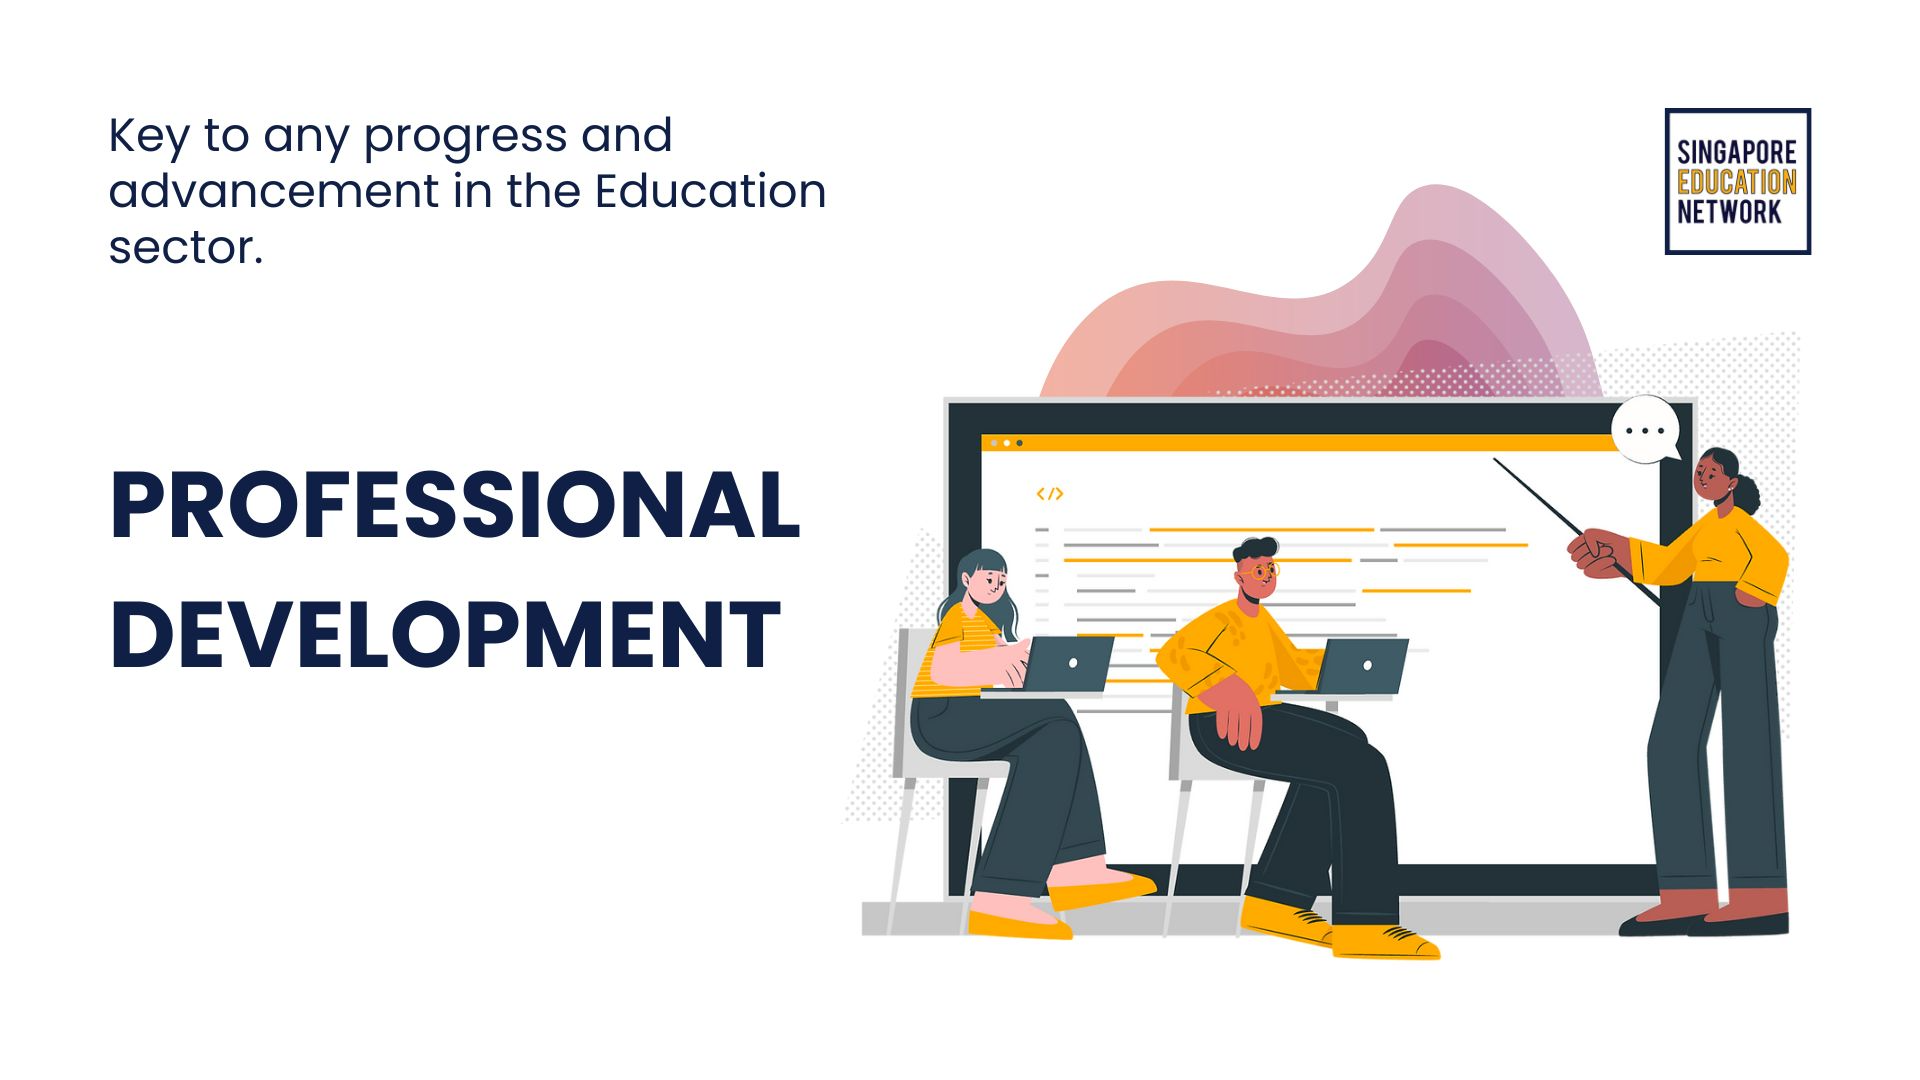 Key to any progress and
advancement in the Education
sector.
SINGAPORE
EDUCATION
NETWORK
PROFESSIONAL
DEVELOPMENT
</>